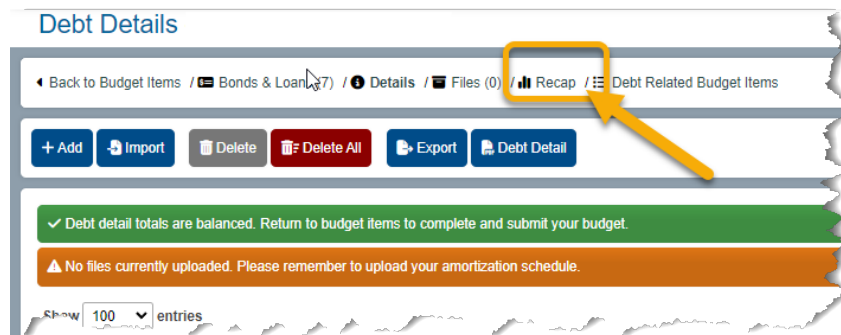 Debt Details
Back to Budget Items / Bonds & Loan (7) / Details / Files (0) / Recap / Debt Related Budget Items
+ Add Import Delete Delete All Export Debt Detail
Debt detail totals are balanced. Return to budget items to complete and submit your budget.
No files currently uploaded. Please remember to upload your amortization schedule.
Show 100 entries